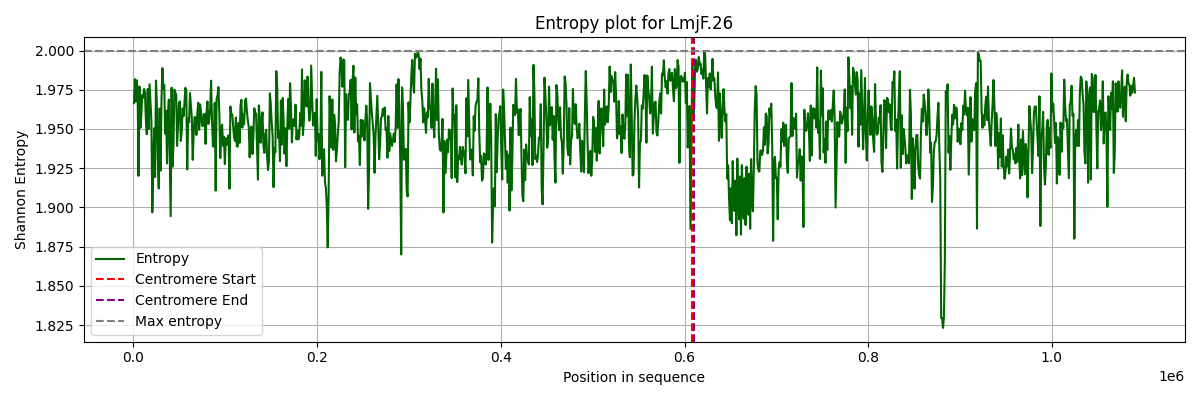 Entropy plot for LmjF.26
Shannon Entropy
2.000
1.975
1.950
1.925
1.900
1.875
1.850
1.825
Entropy
Centromere Start
Centromere End
Max entropy
0.0 0.2 0.4 0.6 0.8 1.0
1e6
Position in sequence